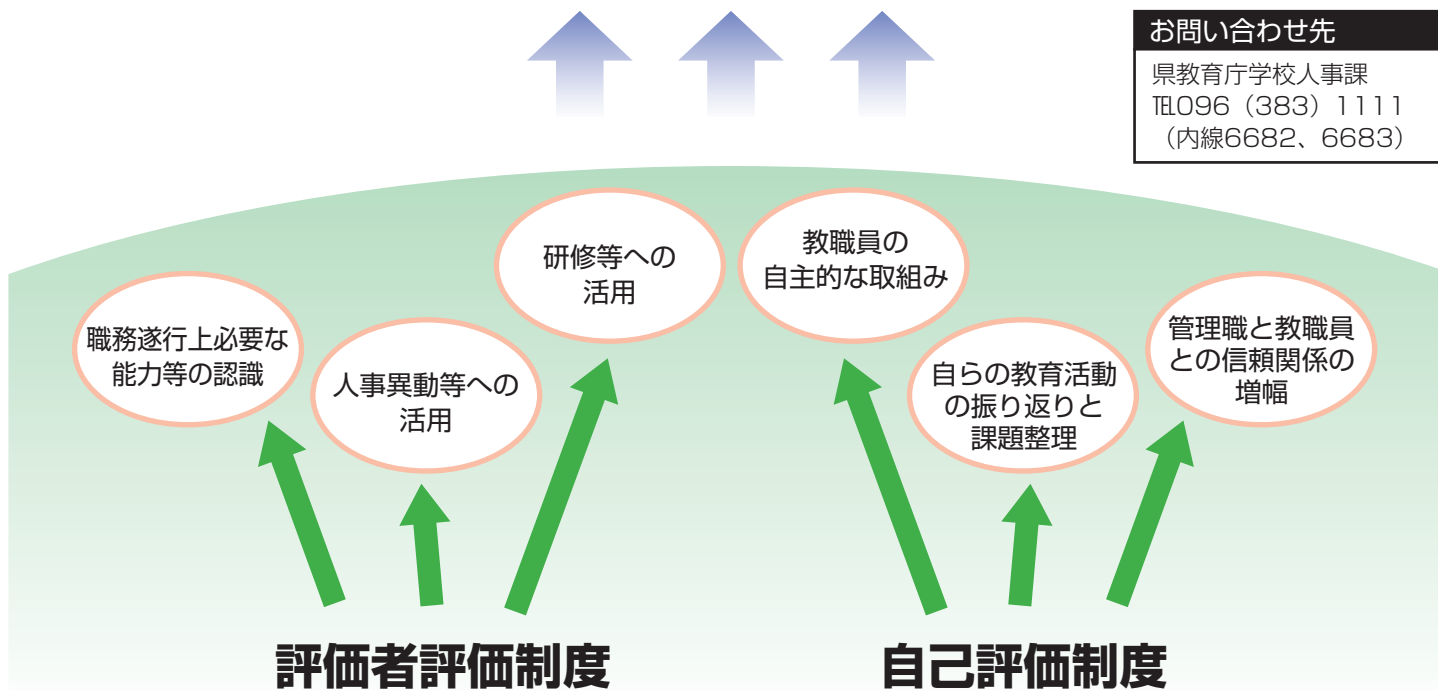 お問い合わせ先
県教育庁学校人事課
℡096（383）1111
（内線6682、6683）
研修等への
活用
教職員の
自主的な取組み
職務遂行上必要な
能力等の認識
人事異動等への
活用
自らの教育活動
の振り返りと
課題整理
管理職と教職員
との信頼関係の
増幅
評価者評価制度
自己評価制度